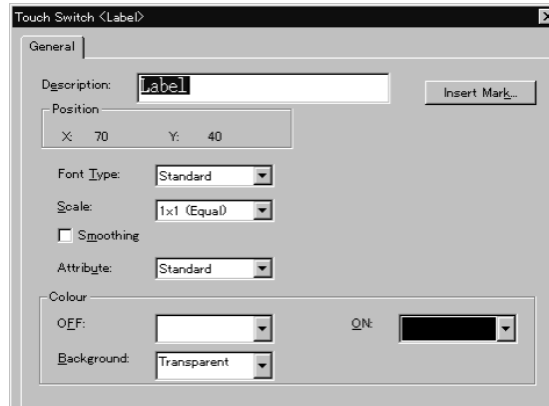 Touch Switch <Label>
General
Description: Label
Insert Mark...
Position
X: 70 Y: 40
Font Type: Standard
Scale: 1x1 (Equal)
Smoothing
Attribute: Standard
Colour
OFF: ON:
Background: Transparent